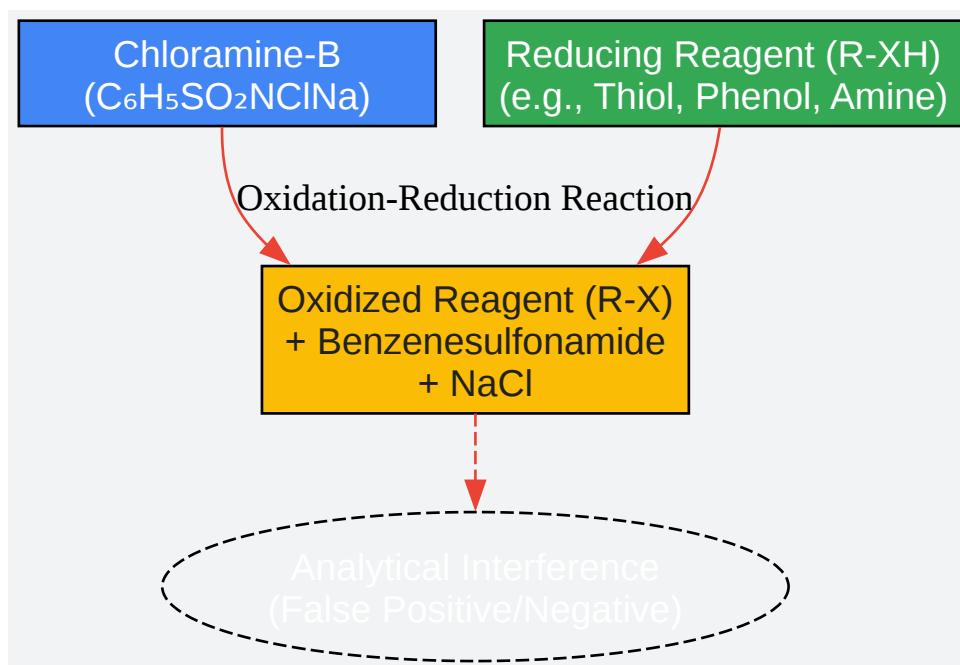 Chloramine-B
(C₆H₅SO₂NClNa)
Reducing Reagent (R-XH)
(e.g., Thiol, Phenol, Amine)
Oxidation-Reduction Reaction
Oxidized Reagent (R-X)
+ Benzenesulfonamide
+ NaCl
Analytical Interference
(False Positive/Negative)